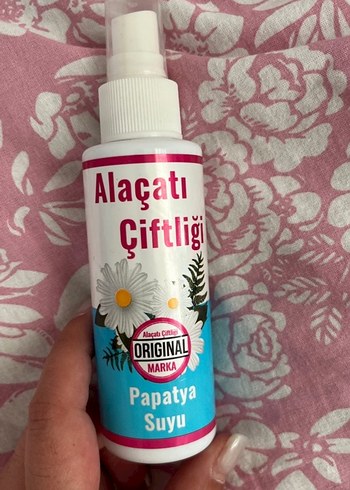 Alaçatı
Çiftliği
Alaçatı Çiftliği
ORIGINAL
MARKA
Papatya
Suyu